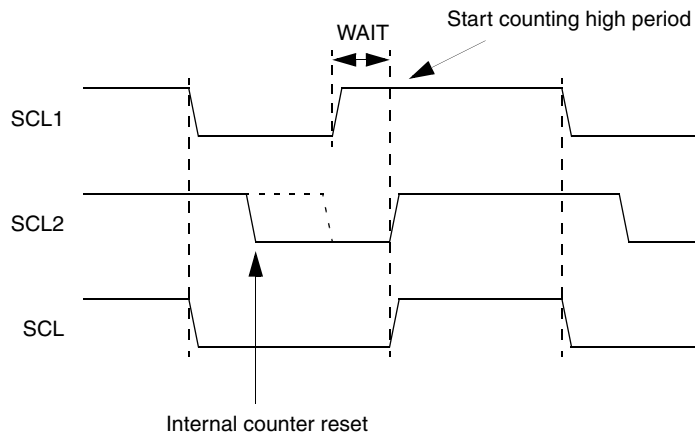 Start counting high period
WAIT
SCL1
SCL2
SCL
Internal counter reset